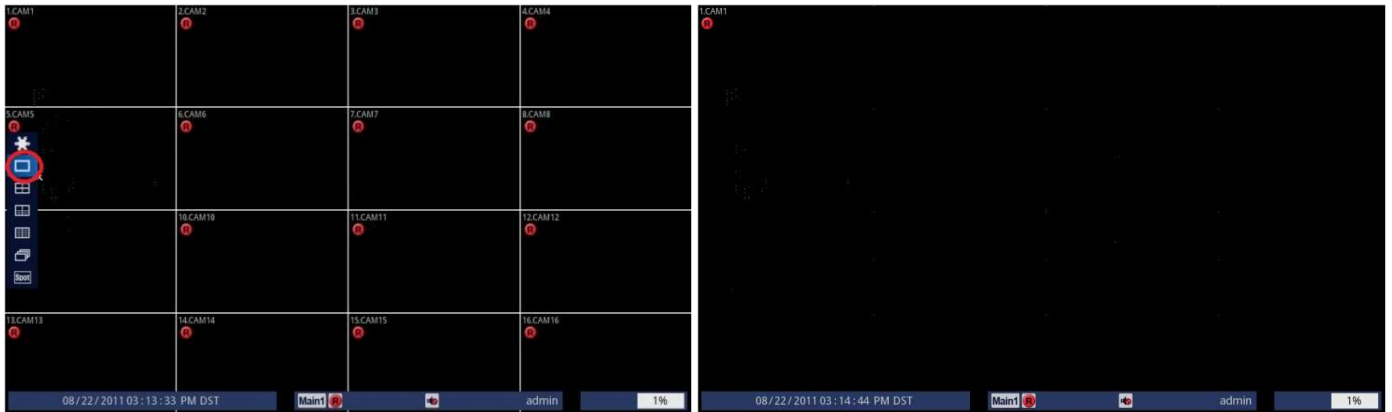 1.CAM1
2.CAM2
3.CAM3
4.CAM4
R
R
R
R
5.CAM5
6.CAM6
7.CAM7
8.CAM8
R
R
R
R
10.CAM10
11.CAM11
12.CAM12
R
R
R
Spot
13.CAM13
14.CAM14
15.CAM15
16.CAM16
R
R
R
R
08/22/2011 03:13:33 PM DST
Main1
R
admin
1%
1.CAM1
R
08/22/2011 03:14:44 PM DST
Main1
R
admin
1%